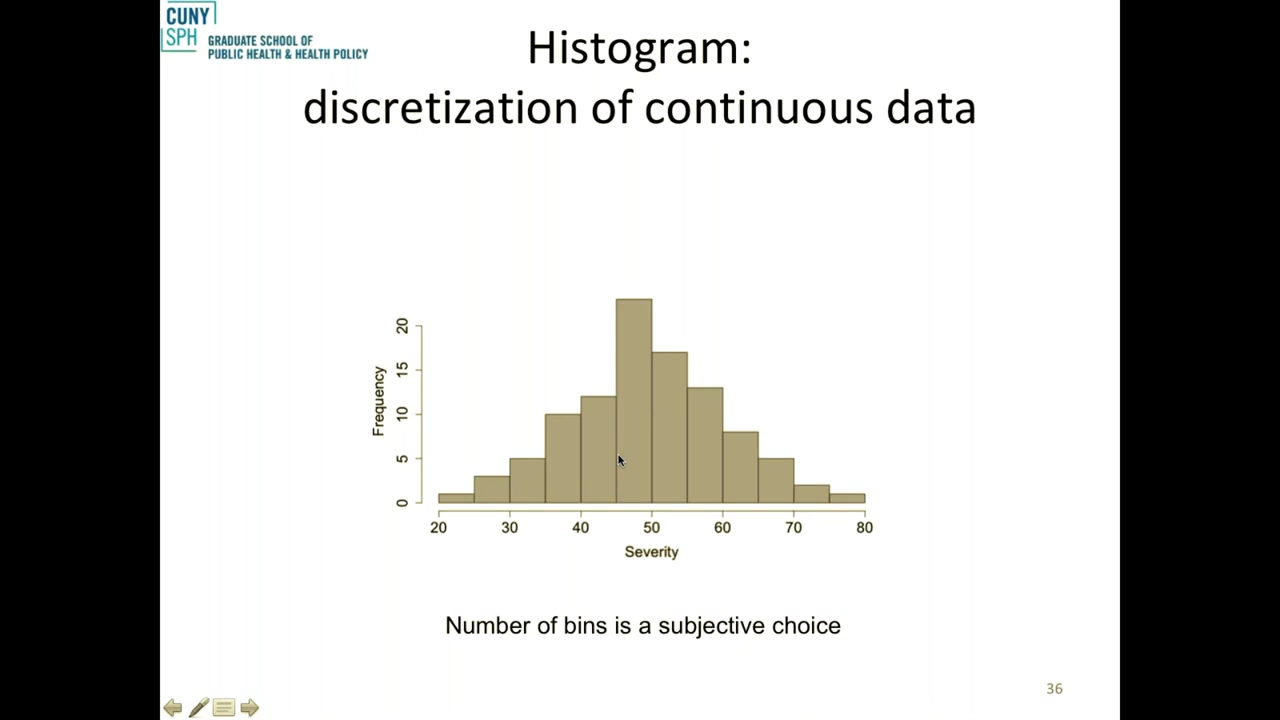 CUNY
SPH
GRADUATE SCHOOL OF
PUBLIC HEALTH & HEALTH POLICY
Histogram:
discretization of continuous data
Frequency
20
15
10
5
0
20 30 40 50 60 70 80
Severity
Number of bins is a subjective choice
36